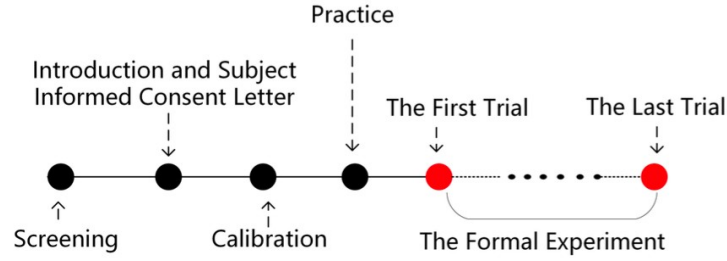 Practice
Introduction and Subject
Informed Consent Letter
The First Trial
The Last Trial
Screening
Calibration
The Formal Experiment